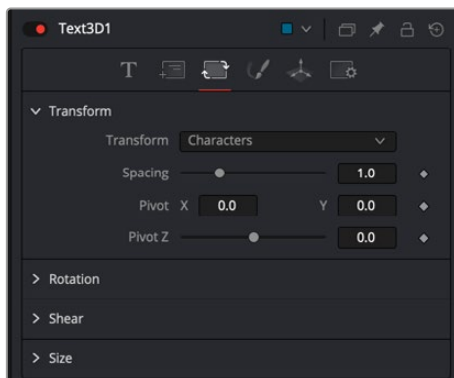 Text3D1
T
Transform
Transform Characters
Spacing 1.0
Pivot X 0.0 Y 0.0
Pivot Z 0.0
Rotation
Shear
Size